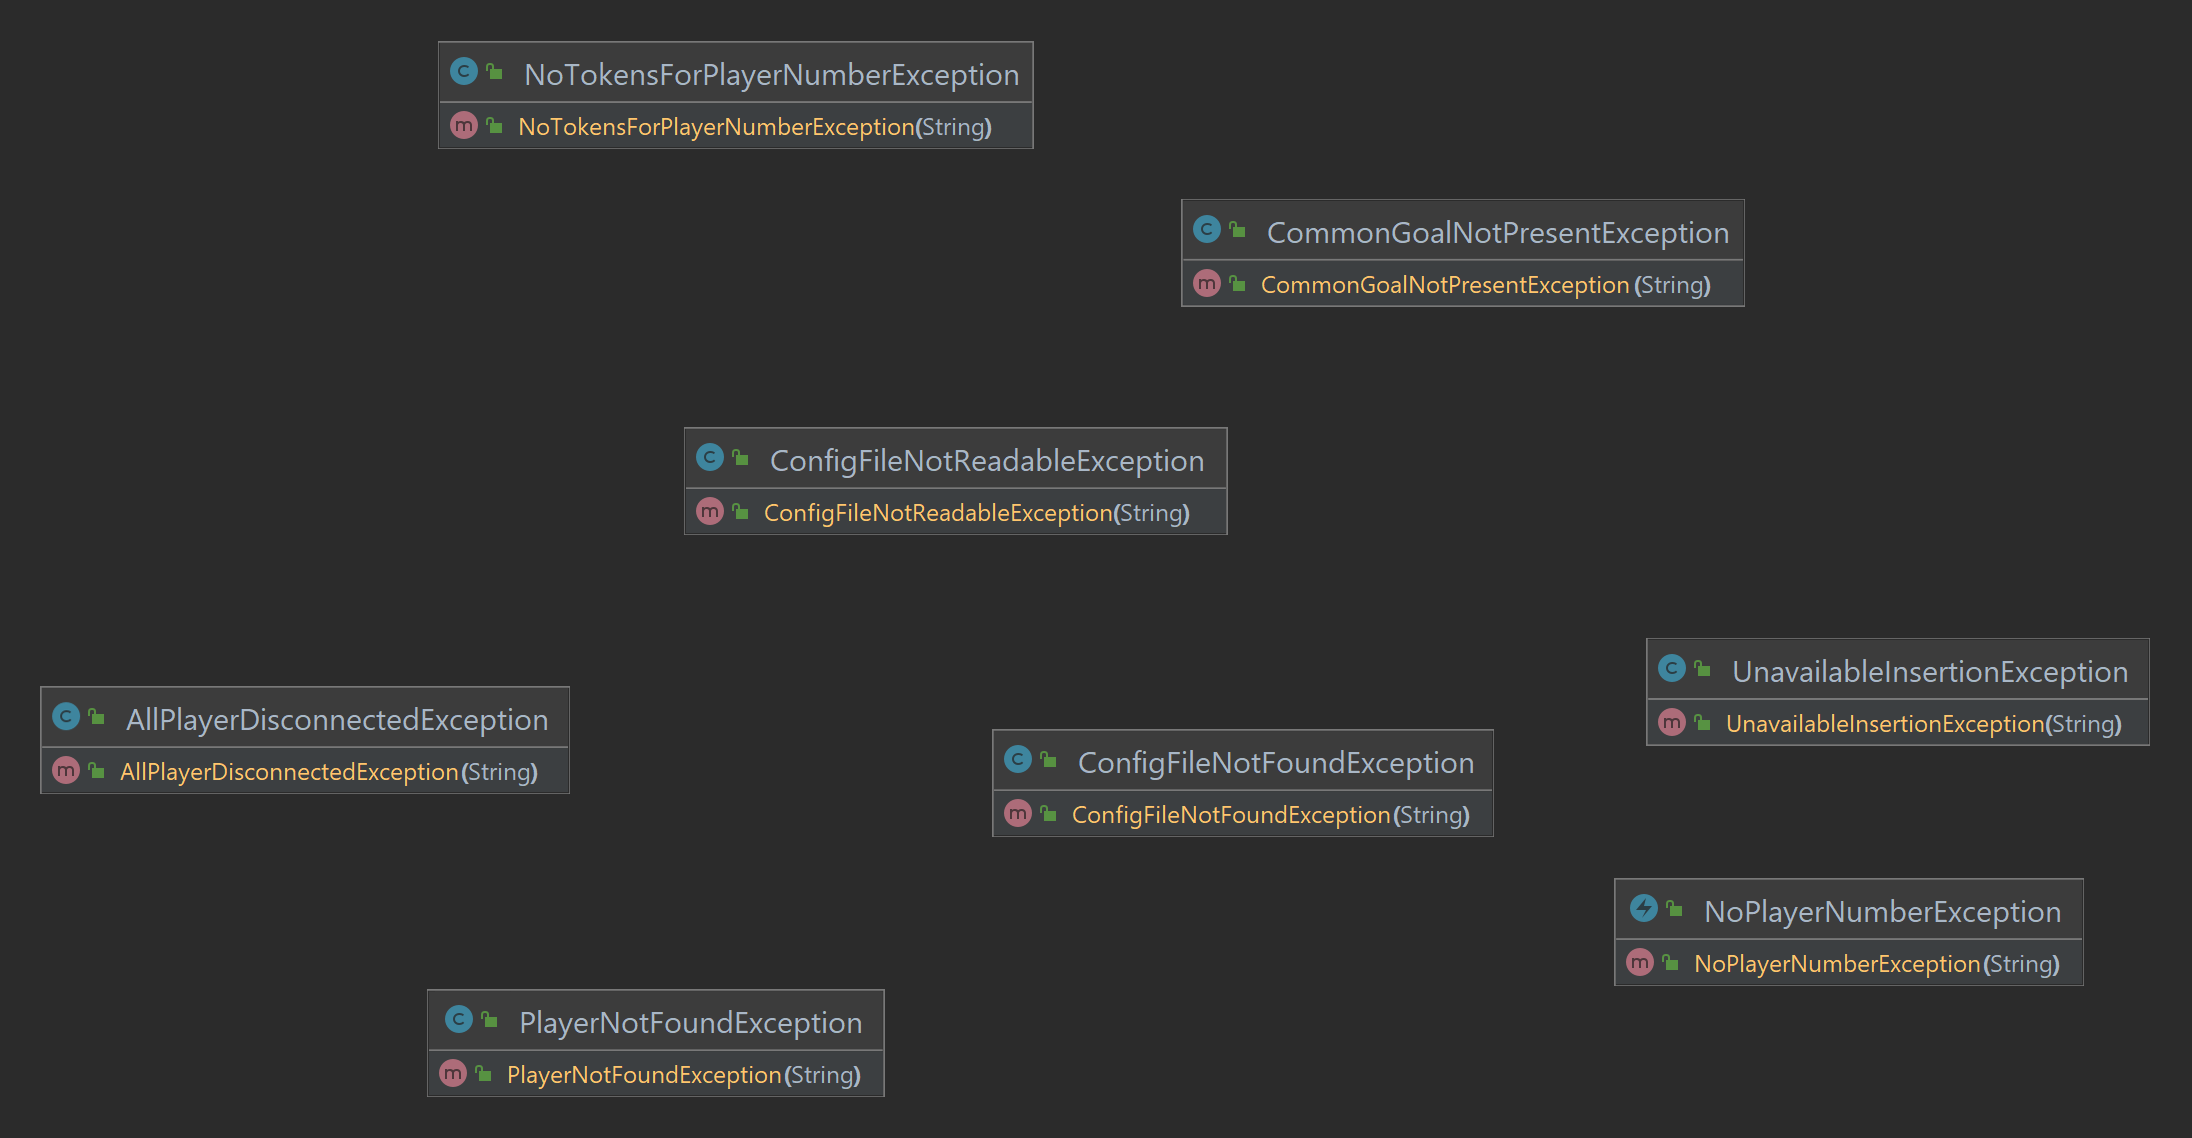 NoTokensForPlayerNumberException
NoTokensForPlayerNumberException(String)
CommonGoalNotPresentException
CommonGoalNotPresentException(String)
ConfigFileNotReadableException
ConfigFileNotReadableException(String)
UnavailableInsertionException
UnavailableInsertionException(String)
AllPlayerDisconnectedException
AllPlayerDisconnectedException(String)
ConfigFileNotFoundException
ConfigFileNotFoundException(String)
NoPlayerNumberException
NoPlayerNumberException(String)
PlayerNotFoundException
PlayerNotFoundException(String)